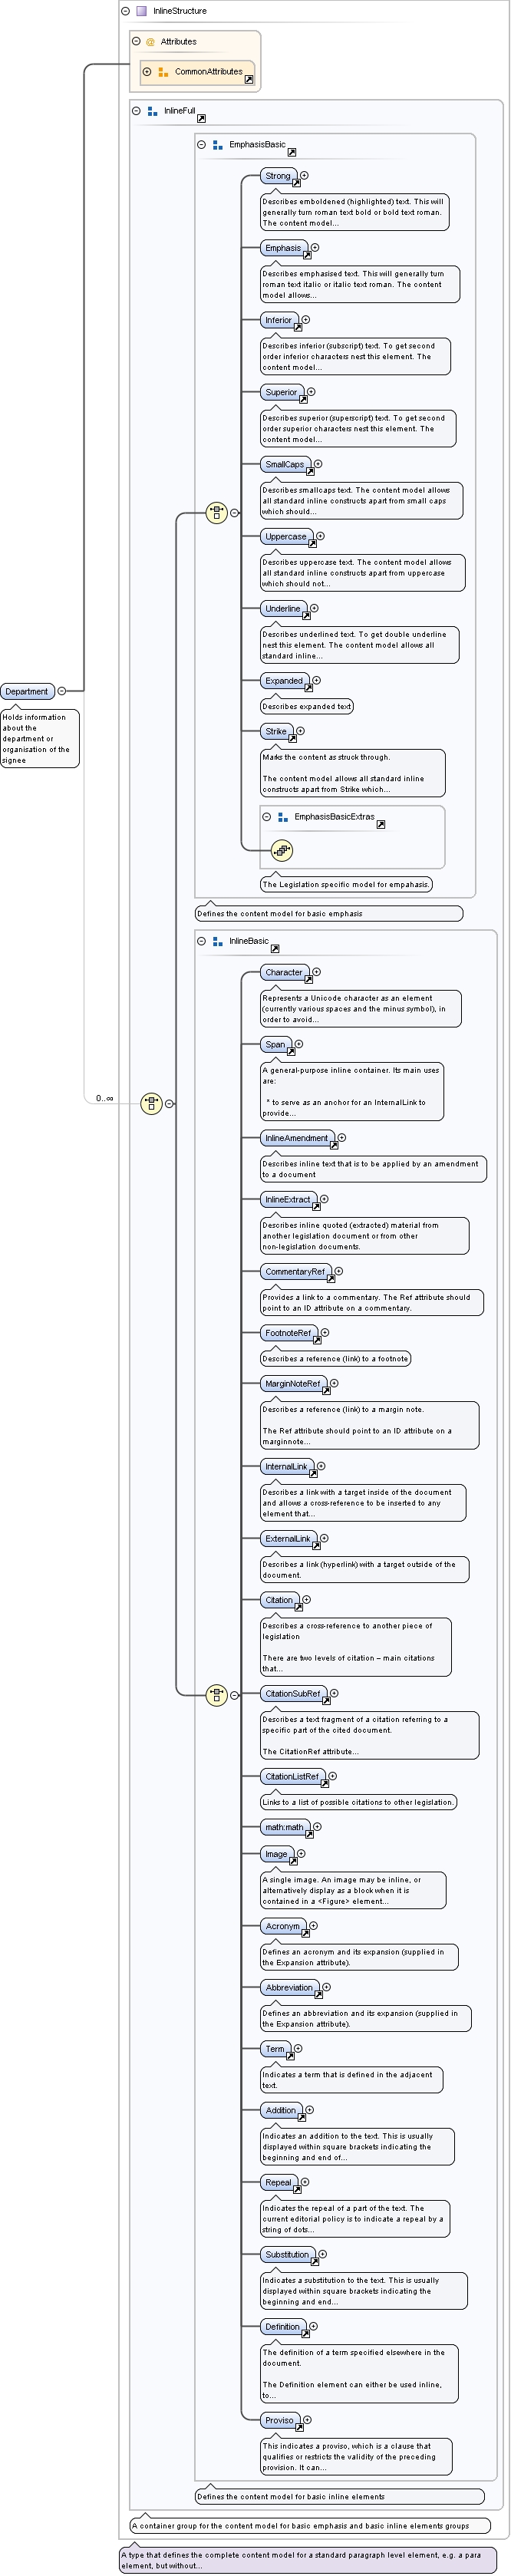 InlineStructure
Attributes
CommonAttributes
InlineFull
EmphasisBasic
Strong
Describes emboldened (highlighted) text. This will
generally turn roman text bold or bold text roman.
The content model...
Emphasis
Describes emphasised text. This will generally turn
roman text italic or italic text roman. The content
model allows...
Inferior
Describes inferior (subscript) text. To get second
order inferior characters nest this element. The
content model...
Superior
Describes superior (superscript) text. To get second
order superior characters nest this element. The
content model...
SmallCaps
Describes smallcaps text. The content model allows
all standard inline constructs apart from small caps
which should...
Uppercase
Describes uppercase text. The content model allows
all standard inline constructs apart from uppercase
which should not...
Underline
Describes underlined text. To get double underline
nest this element. The content model allows all
standard inline...
Expanded
Describes expanded text
Strike
Marks the content as struck through.
The content model allows all standard inline
constructs apart from Strike which...
EmphasisBasicExtras
The Legislation specific model for empahasis.
Defines the content model for basic emphasis
Department
Holds information
about the
department or
organisation of the
signee
0..∞
InlineBasic
Character
Represents a Unicode character as an element
(currently various spaces and the minus symbol), in
order to avoid...
Span
A general-purpose inline container. Its main uses
are:
* to serve as an anchor for an InternalLink to
provide...
InlineAmendment
Describes inline text that is to be applied by an amendment
to a document
InlineExtract
Describes inline quoted (extracted) material from
another legislation document or from other
non-legislation documents.
CommentaryRef
Provides a link to a commentary. The Ref attribute should
point to an ID attribute on a commentary.
FootnoteRef
Describes a reference (link) to a footnote
MarginNoteRef
Describes a reference (link) to a margin note.
The Ref attribute should point to an ID attribute on a
marginnote...
InternalLink
Describes a link with a target inside of the document
and allows a cross-reference to be inserted to any
element that...
ExternalLink
Describes a link (hyperlink) with a target outside of the
document.
Citation
Describes a cross-reference to another piece of
legislation
There are two levels of citation – main citations
that...
CitationSubRef
Describes a text fragment of a citation referring to a
specific part of the cited document.
The CitationRef attribute...
CitationListRef
Links to a list of possible citations to other legislation.
math:math
Image
A single image. An image may be inline, or
alternatively display as a block when it is
contained in a <Figure> element...
Acronym
Defines an acronym and its expansion (supplied in
the Expansion attribute).
Abbreviation
Defines an abbreviation and its expansion (supplied in
the Expansion attribute).
Term
Indicates a term that is defined in the adjacent
text.
Addition
Indicates an addition to the text. This is usually
displayed within square brackets indicating the
beginning and end of...
Repeal
Indicates the repeal of a part of the text. The
current editorial policy is to indicate a repeal by a
string of dots...
Substitution
Indicates a substitution to the text. This is usually
displayed within square brackets indicating the
beginning and end...
Definition
The definition of a term specified elsewhere in the
document.
The Definition element can either be used inline,
to...
Proviso
This indicates a proviso, which is a clause that
qualifies or restricts the validity of the preceding
provision. It can...
Defines the content model for basic inline elements
A container group for the content model for basic emphasis and basic inline elements groups
A type that defines the complete content model for a standard paragraph level element, e.g. a para
element, but without...